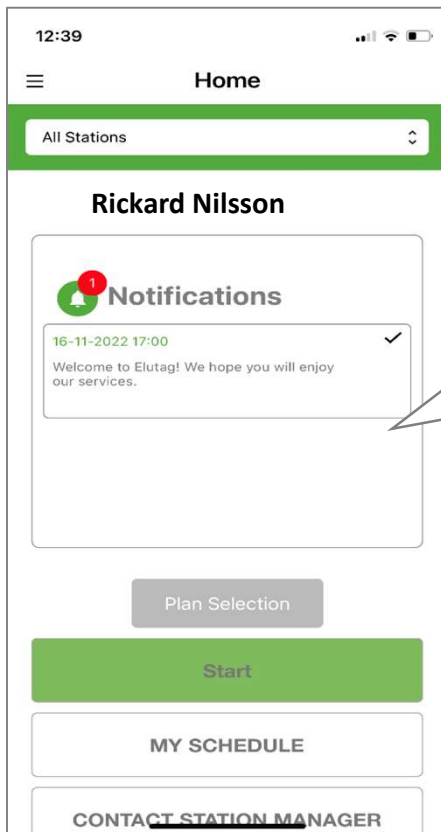 12:39
Home
All Stations
Rickard Nilsson
1
Notifications
16-11-2022 17:00
Welcome to Elutag! We hope you will enjoy
our services.
Plan Selection
Start
MY SCHEDULE
CONTACT STATION MANAGER